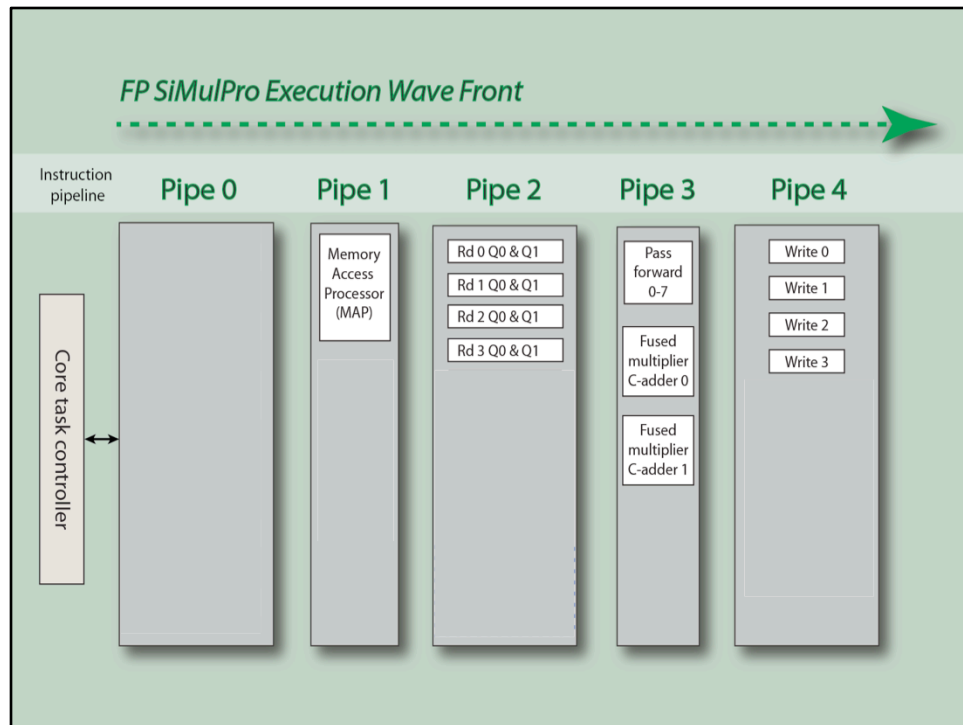 FP SiMulPro Execution Wave Front
Instruction
pipeline
Pipe 0
Pipe 1
Pipe 2
Pipe 3
Pipe 4
Core task controller
Memory
Access
Processor
(MAP)
Rd 0 Q0 & Q1
Rd 1 Q0 & Q1
Rd 2 Q0 & Q1
Rd 3 Q0 & Q1
Pass
forward
0-7
Fused
multiplier
C-adder 0
Fused
multiplier
C-adder 1
Write 0
Write 1
Write 2
Write 3